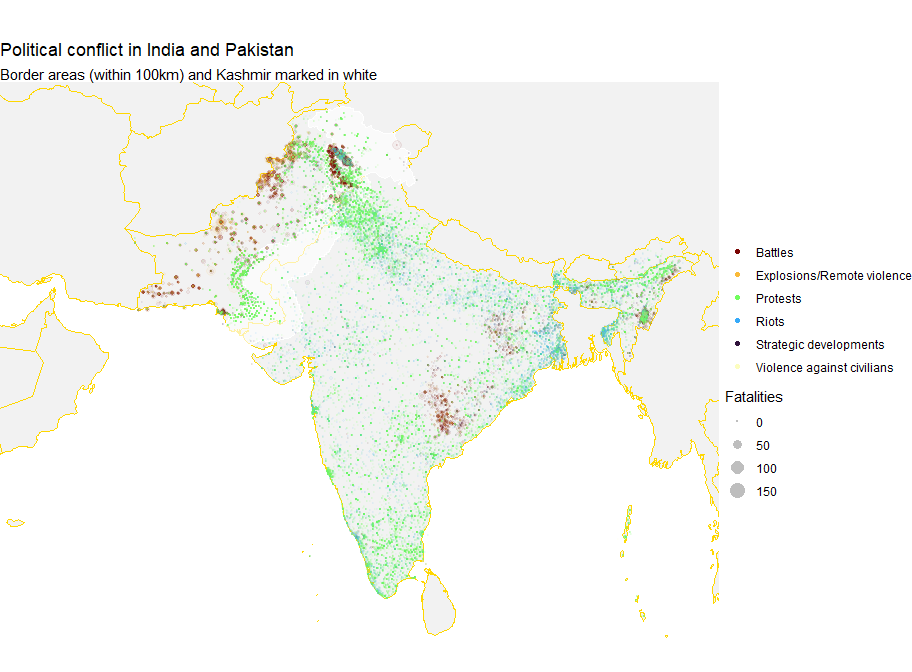 Political conflict in India and Pakistan
Border areas (within 100km) and Kashmir marked in white
Battles
Explosions/Remote violence
Protests
Riots
Strategic developments
Violence against civilians
Fatalities
0
50
100
150